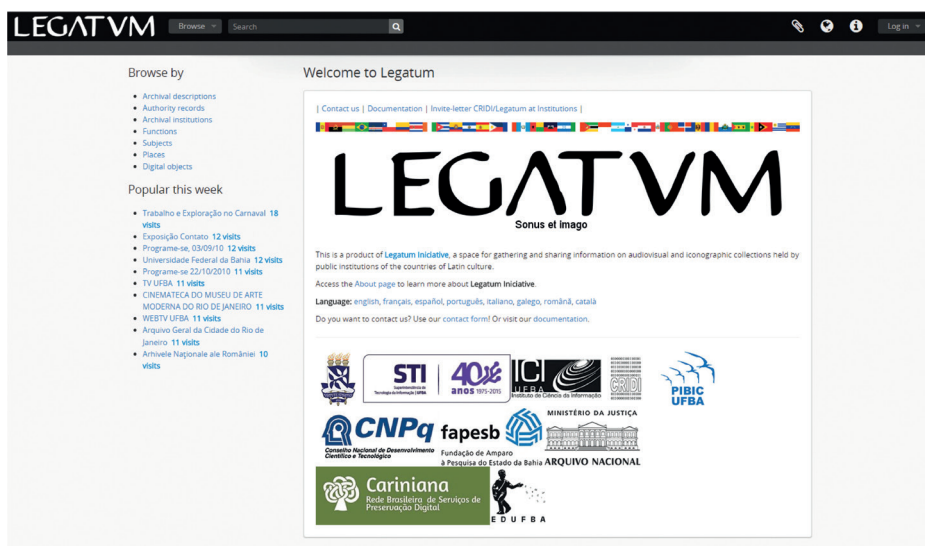 LEGATVM
Browse
Search
Log in
Browse by
Archival descriptions
Authority records
Archival institutions
Functions
Subjects
Places
Digital objects
Popular this week
Trabalho e Exploração no Carnaval 18
visits
Exposição Contato 12 visits
Programe-se, 03/09/10 12 visits
Universidade Federal da Bahia 12 visits
Programe-se 22/10/2010 11 visits
TV UFBA 11 visits
CINEMATECA DO MUSEU DE ARTE
MODERNA DO RIO DE JANEIRO 11 visits
WEBTV UFBA 11 visits
Arquivo Geral da Cidade do Rio de
Janeiro 11 visits
Arhivele Naționale ale României 10
visits
Welcome to Legatum
| Contact us | Documentation | Invite-letter CRIDI/Legatum at Institutions |
LEGATVM
Sonus et imago
This is a product of Legatum Iniciative, a space for gathering and sharing information on audiovisual and iconographic collections held by
public institutions of the countries of Latin culture.
Access the About page to learn more about Legatum Iniciative.
Language: english, français, español, português, italiano, galego, română, català
Do you want to contact us? Use our contact form! Or visit our documentation.
STI
Superintendência de
Tecnologia da Informação | UFBA
40
anos 1975-2015
ICI
UFBA
Instituto de Ciência da Informação
CRIDI
PIBIC
UFBA
CNPq
Conselho Nacional de Desenvolvimento
Científico e Tecnológico
fapesb
Fundação de Amparo
à Pesquisa do Estado da Bahia
MINISTÉRIO DA JUSTIÇA
ARQUIVO NACIONAL
Cariniana
Rede Brasileira de Serviços de
Preservação Digital
EDUFBA